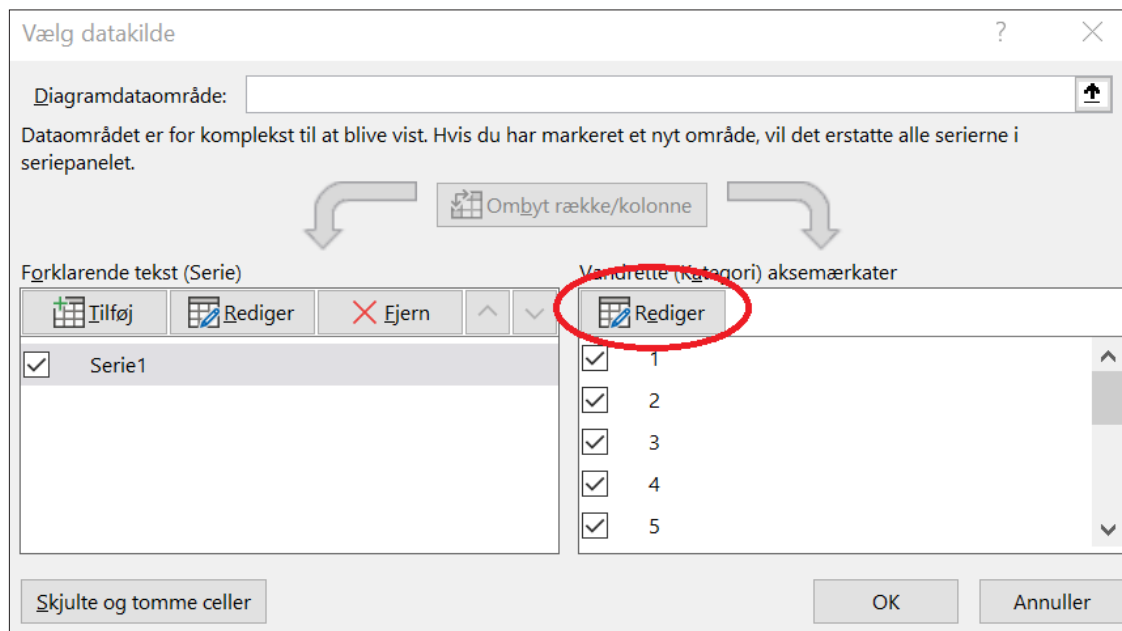 Vælg datakilde
Diagramdataområde:
Dataområdet er for komplekst til at blive vist. Hvis du har markeret et nyt område, vil det erstatte alle serierne i
seriepanelet.
Ombyt række/kolonne
Forklarende tekst (Serie)
Vandrette (Kategori) aksemærkater
Tilføj Rediger Fjern
Rediger
Serie1
1
2
3
4
5
Skjulte og tomme celler
OK Annuller